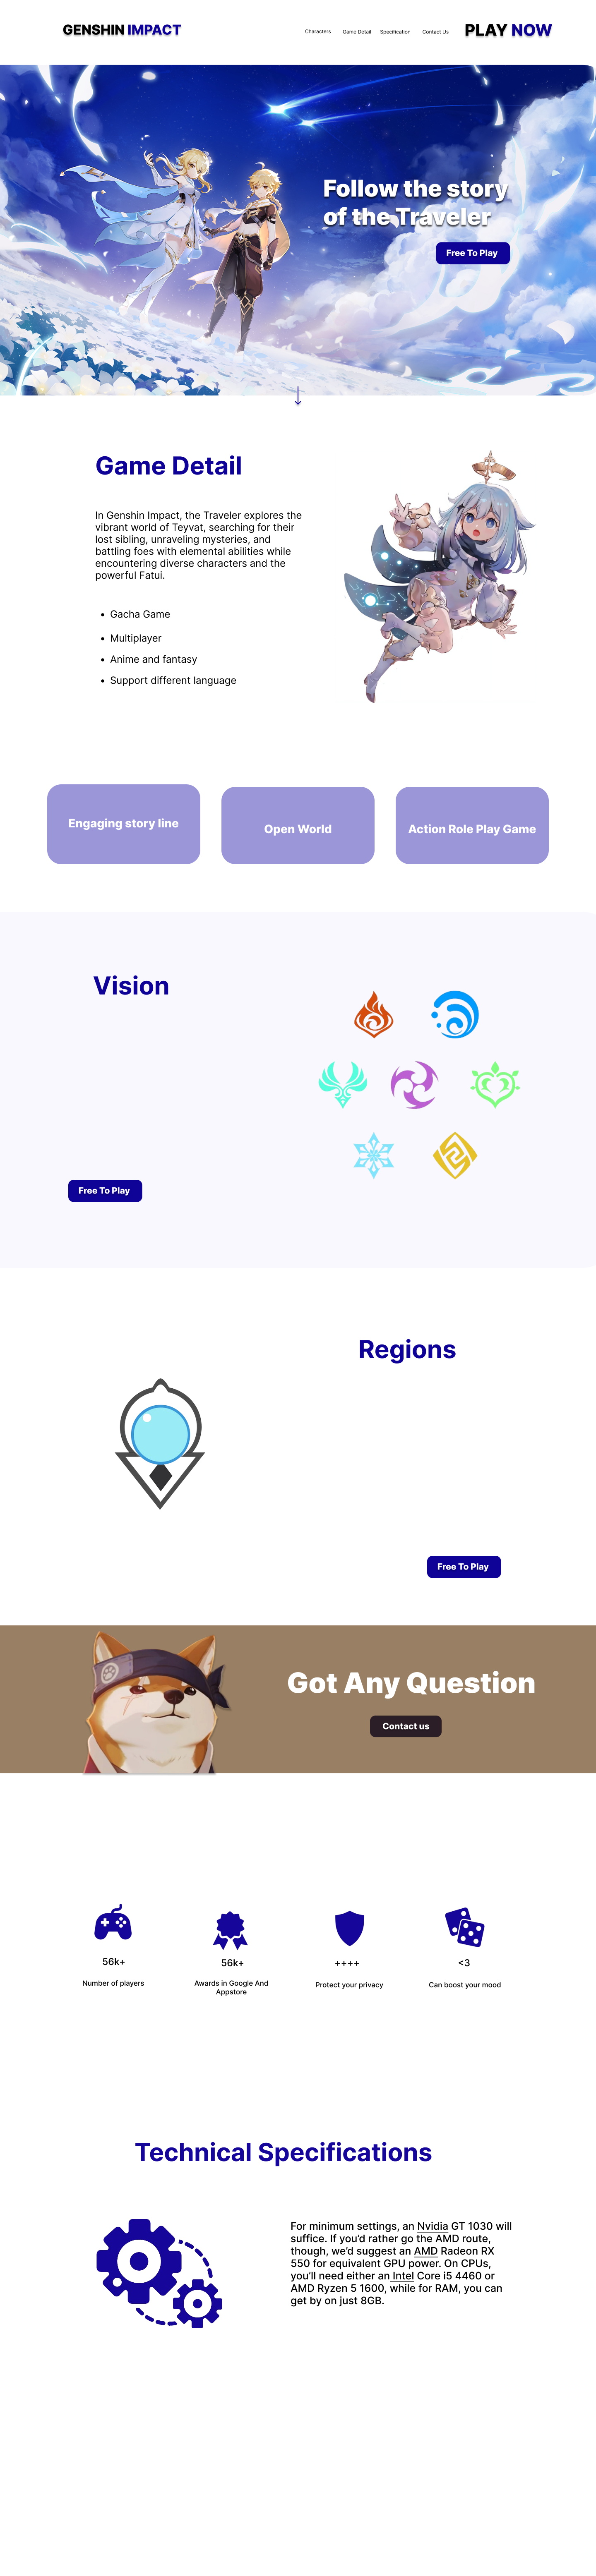 GENSHIN IMPACT
Characters
Game Detail
Specification
Contact Us
PLAY NOW
Follow the story
of the Traveler
Free To Play
Game Detail
In Genshin Impact, the Traveler explores the
vibrant world of Teyvat, searching for their
lost sibling, unraveling mysteries, and
battling foes with elemental abilities while
encountering diverse characters and the
powerful Fatui.
• Gacha Game
• Multiplayer
• Anime and fantasy
• Support different language
Engaging story line
Open World
Action Role Play Game
Vision
Free To Play
Regions
Free To Play
Got Any Question
Contact us
56k+
Number of players
56k+
Awards in Google And
Appstore
++++
Protect your privacy
<3
Can boost your mood
Technical Specifications
For minimum settings, an Nvidia GT 1030 will
suffice. If you’d rather go the AMD route,
though, we’d suggest an AMD Radeon RX
550 for equivalent GPU power. On CPUs,
you’ll need either an Intel Core i5 4460 or
AMD Ryzen 5 1600, while for RAM, you can
get by on just 8GB.